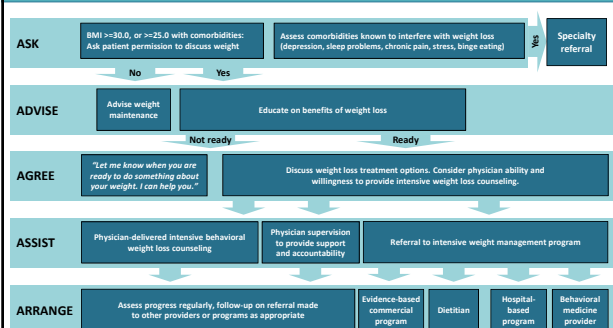 ASK
BMI >=30.0, or >=25.0 with comorbidities:
Ask patient permission to discuss weight
Assess comorbidities known to interfere with weight loss
(depression, sleep problems, chronic pain, stress, binge eating)
Yes
Specialty
referral
No
Yes
ADVISE
Advise weight
maintenance
Educate on benefits of weight loss
Not ready
Ready
AGREE
"Let me know when you are
ready to do something about
your weight. I can help you."
Discuss weight loss treatment options. Consider physician ability and
willingness to provide intensive weight loss counseling.
ASSIST
Physician-delivered intensive behavioral
weight loss counseling
Physician supervision
to provide support
and accountability
Referral to intensive weight management program
ARRANGE
Assess progress regularly, follow-up on referral made
to other providers or programs as appropriate
Evidence-based
commercial
program
Dietitian
Hospital-
based
program
Behavioral
medicine
provider